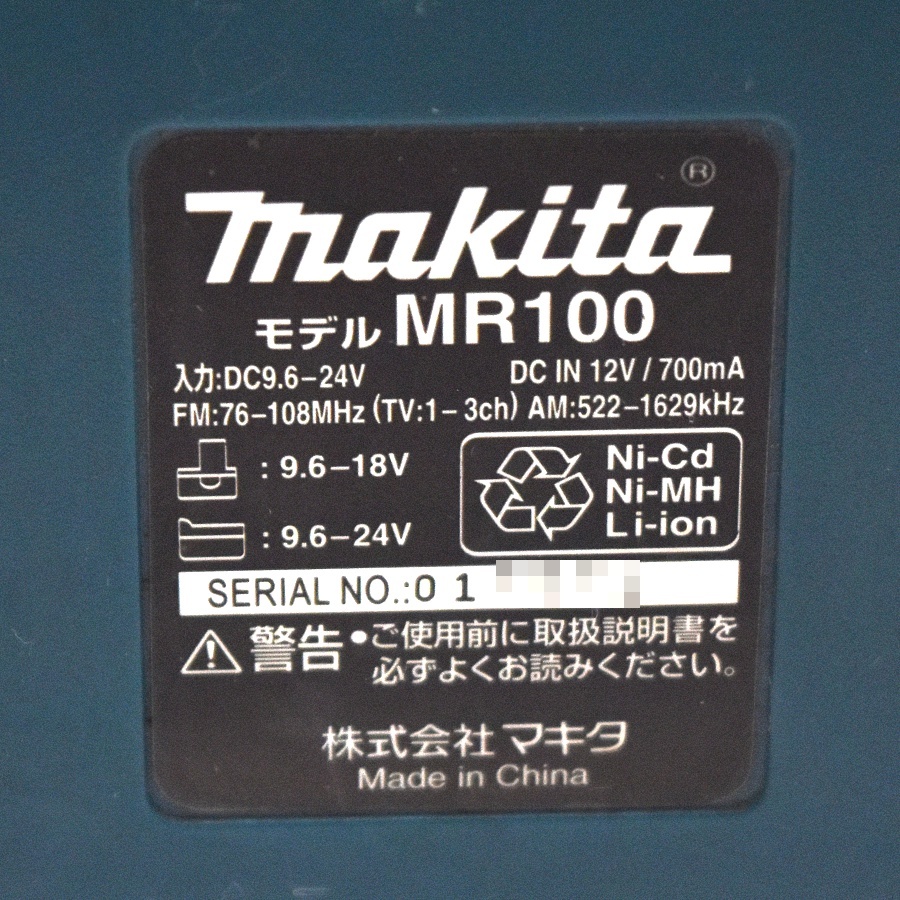 makita®
モデル MR100
入力:DC9.6–24V DC IN 12V / 700mA
FM:76–108MHz (TV:1–3ch) AM:522–1629kHz
: 9.6–18V
: 9.6–24V
Ni-Cd
Ni-MH
Li-ion
SERIAL NO.:0 1
警告 •ご使用前に取扱説明書を
必ずよくお読みください。
株式会社 マキタ
Made in China